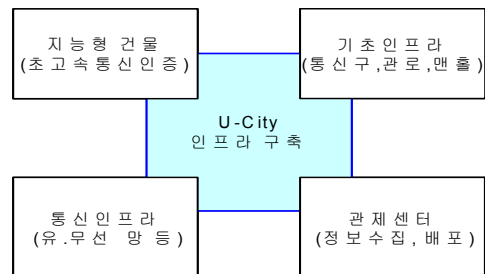 지능형 건물
(초고속통신인증)
기초인프라
(통신구,관로,맨홀)
U-City
인프라 구축
통신인프라
(유.무선 망 등)
관제센터
(정보수집, 배포)